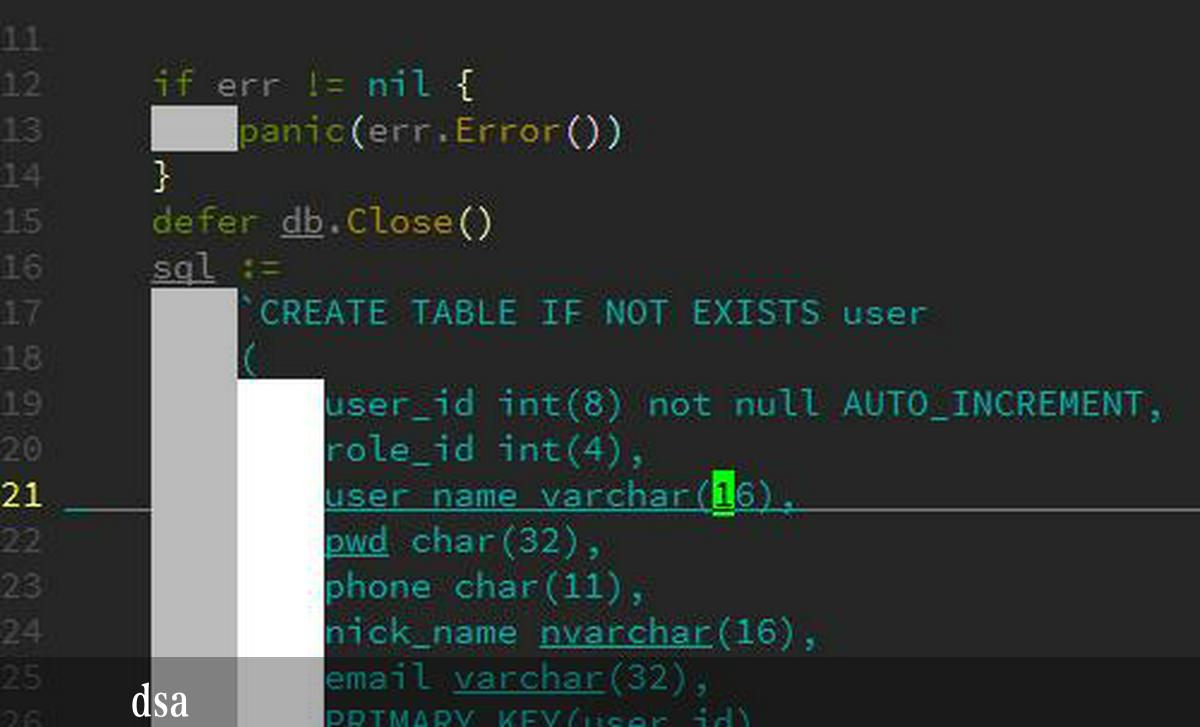 11
12 if err != nil {
13 panic(err.Error())
14 }
15 defer db.Close()
16 sql :=
17 `CREATE TABLE IF NOT EXISTS user
18 (
19 user_id int(8) not null AUTO_INCREMENT,
20 role_id int(4),
21 user_name varchar(16),
22 pwd char(32),
23 phone char(11),
24 nick_name nvarchar(16),
25 email varchar(32),
26 PRIMARY KEY(user_id)
dsa